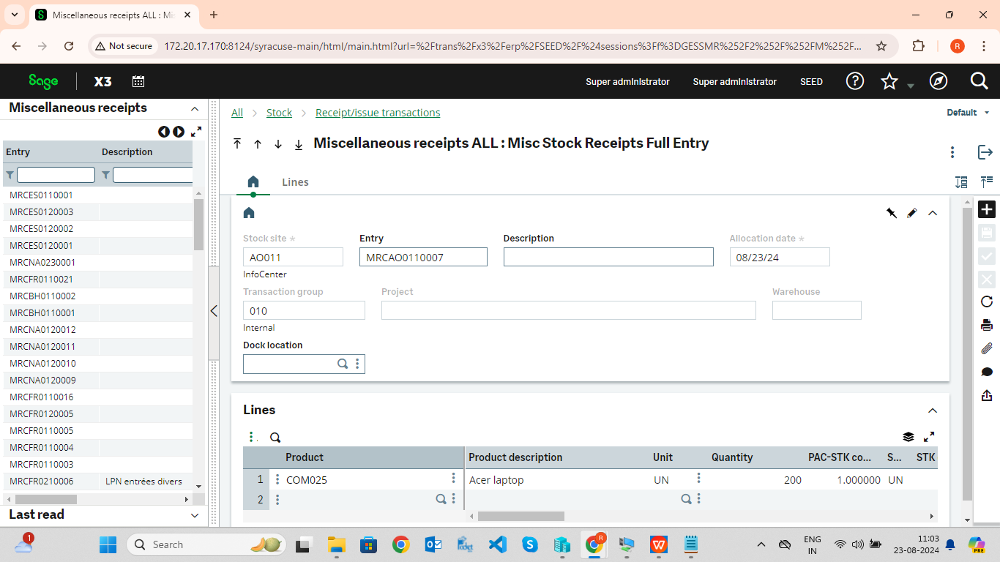 Miscellaneous receipts ALL : Mis
Not secure
172.20.17.170:8124/syracuse-main/html/main.html?url=%2Ftrans%2Fx3%2Ferp%2FSEED%2F%24sessions%3Ff%3DGESSMR%252F2%252F%252FM%252F...
R
Sage
X3
Super administrator
Super administrator
SEED
Miscellaneous receipts
All
Stock
Receipt/issue transactions
Default
Miscellaneous receipts ALL : Misc Stock Receipts Full Entry
Entry
Description
MRCES0110001
MRCES0120003
MRCES0120002
MRCES0120001
MRCNA0230001
MRCFR0110021
MRCBH0110002
MRCBH0110001
MRCNA0120012
MRCNA0120011
MRCNA0120010
MRCNA0120009
MRCFR0110016
MRCFR0120005
MRCFR0110005
MRCFR0110004
MRCFR0110003
MRCFR0210006 LPN entrées divers
Last read
Lines
Stock site *
Entry
Description
Allocation date *
AO011
MRCAO0110007
08/23/24
InfoCenter
Transaction group
Project
Warehouse
010
Internal
Dock location
Lines
Product
Product description
Unit
Quantity
PAC-STK co...
S...
STK
1 COM025 Acer laptop UN 200 1.000000 UN
2
1
Search
R
ENG
IN
11:03
23-08-2024
PRE